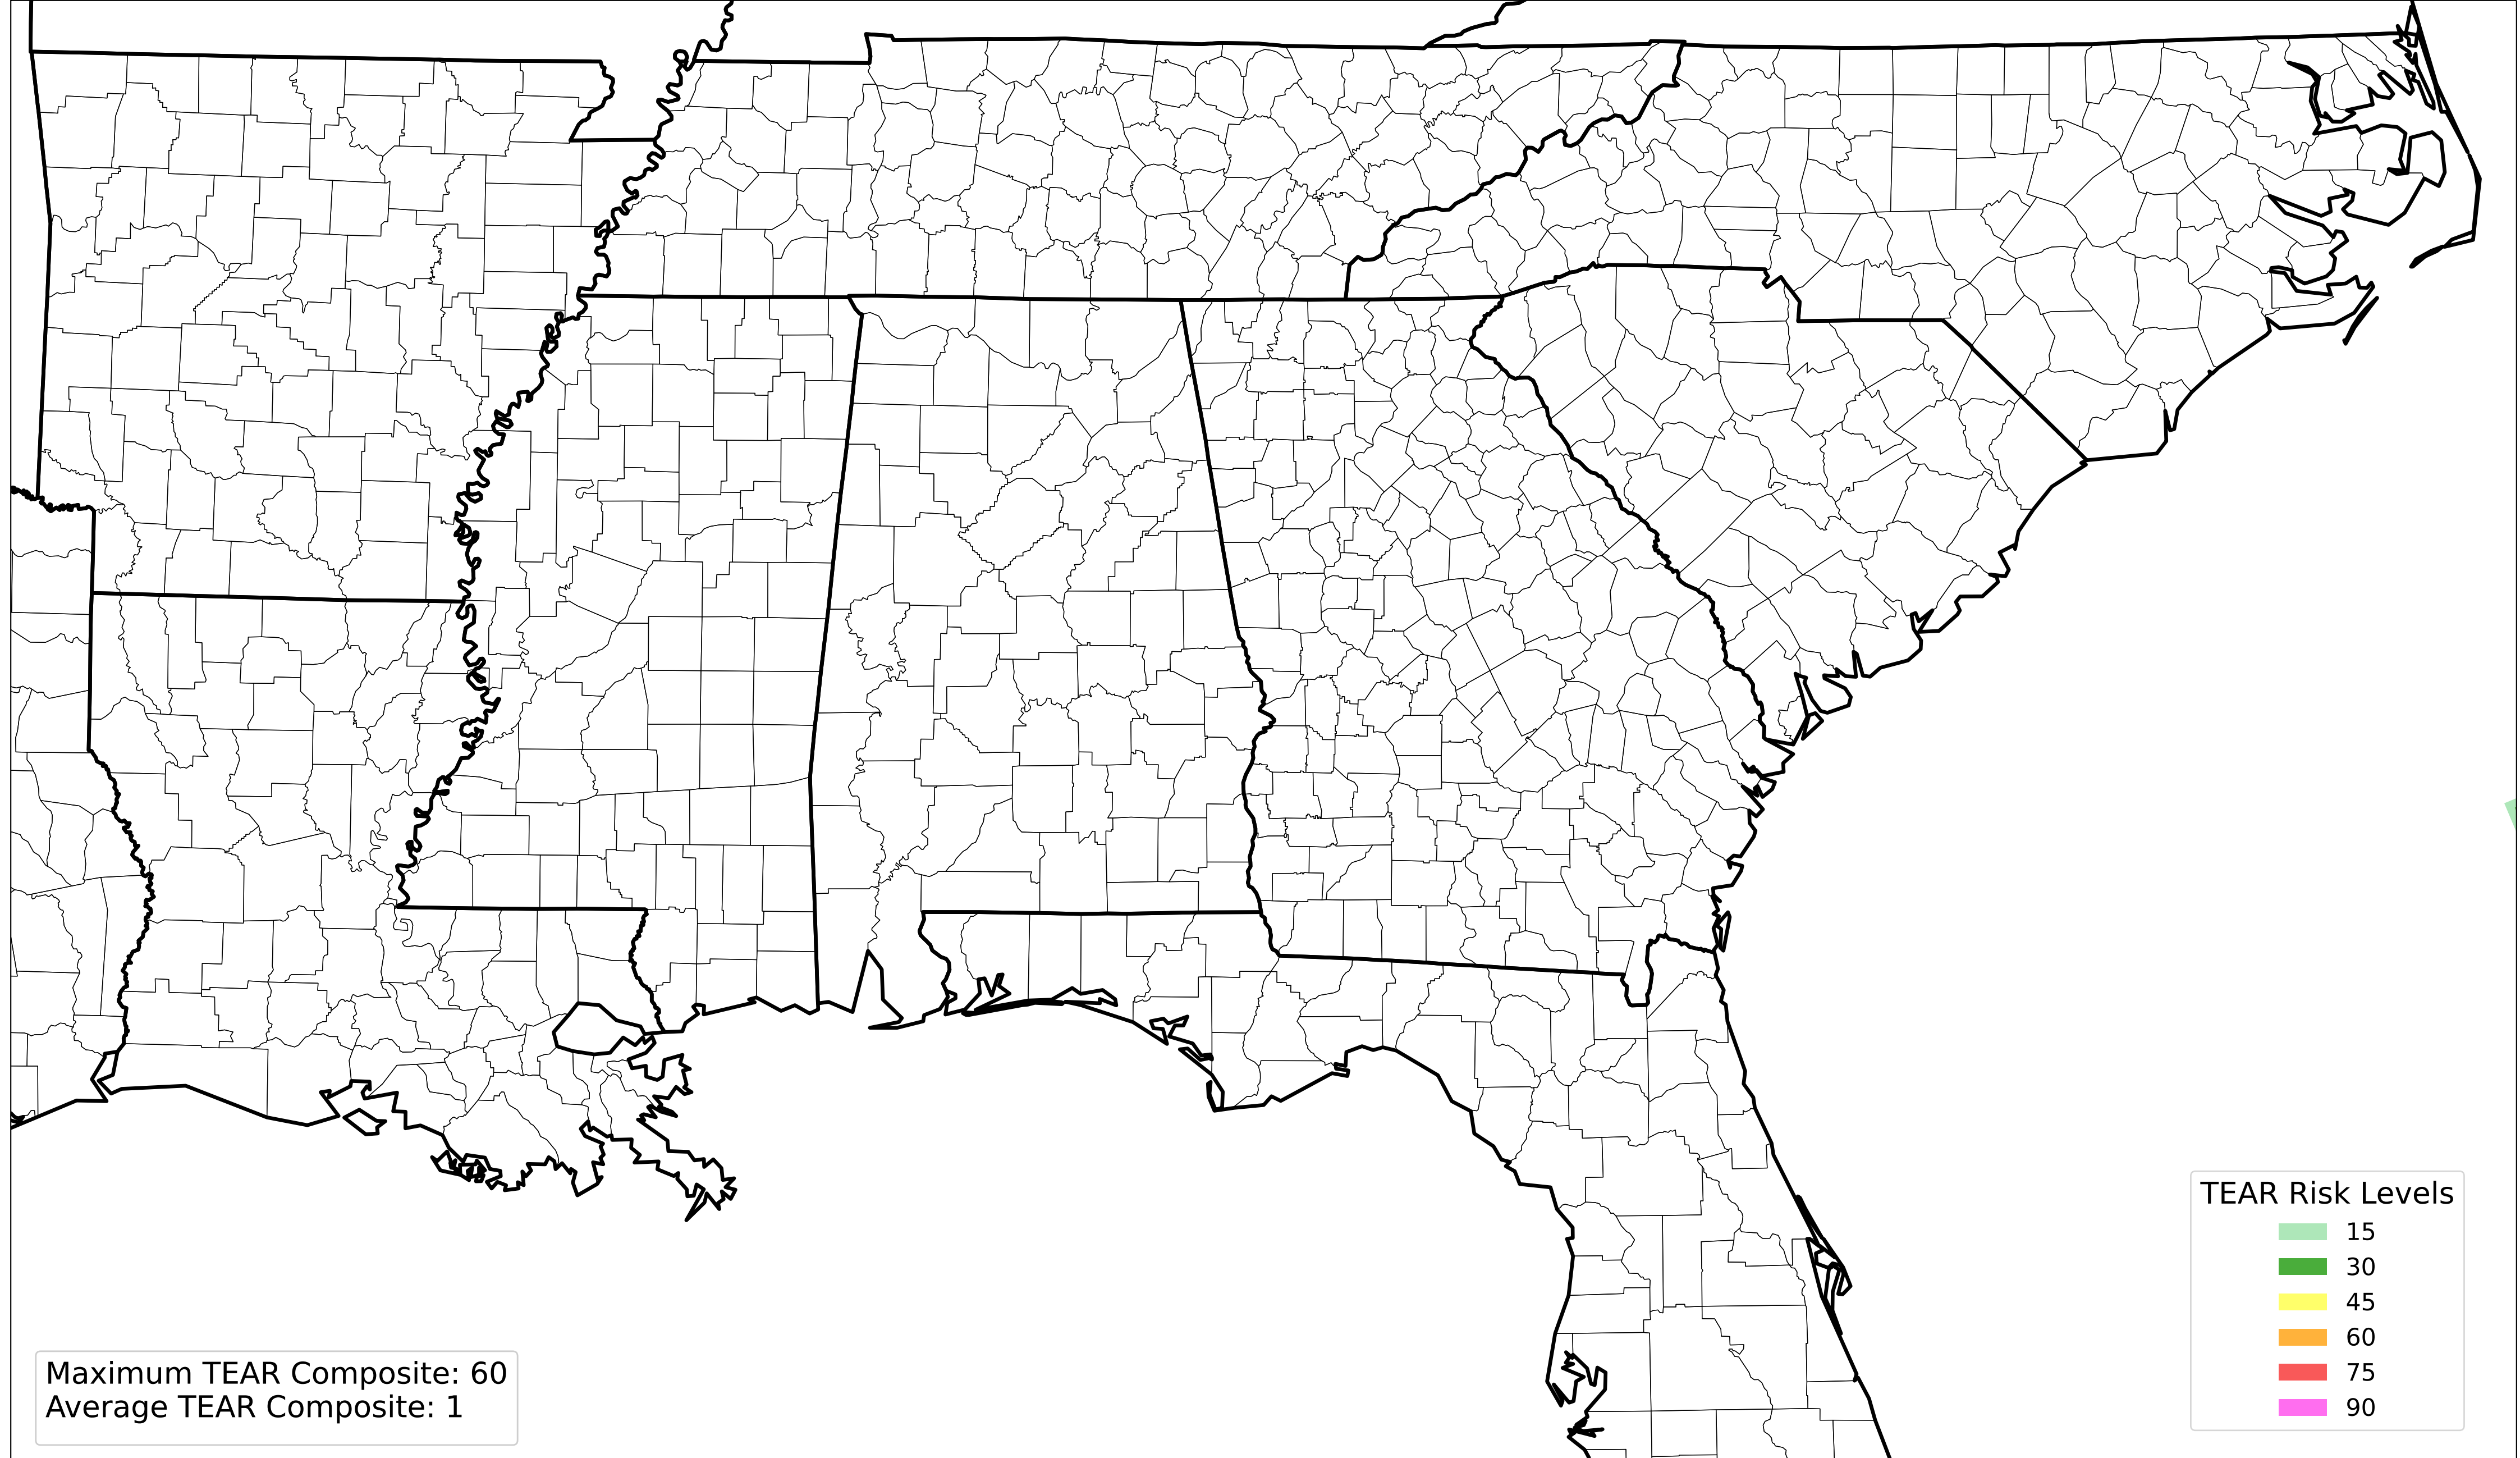 TEAR Risk Levels
15
30
45
60
75
90
Maximum TEAR Composite: 60
Average TEAR Composite: 1